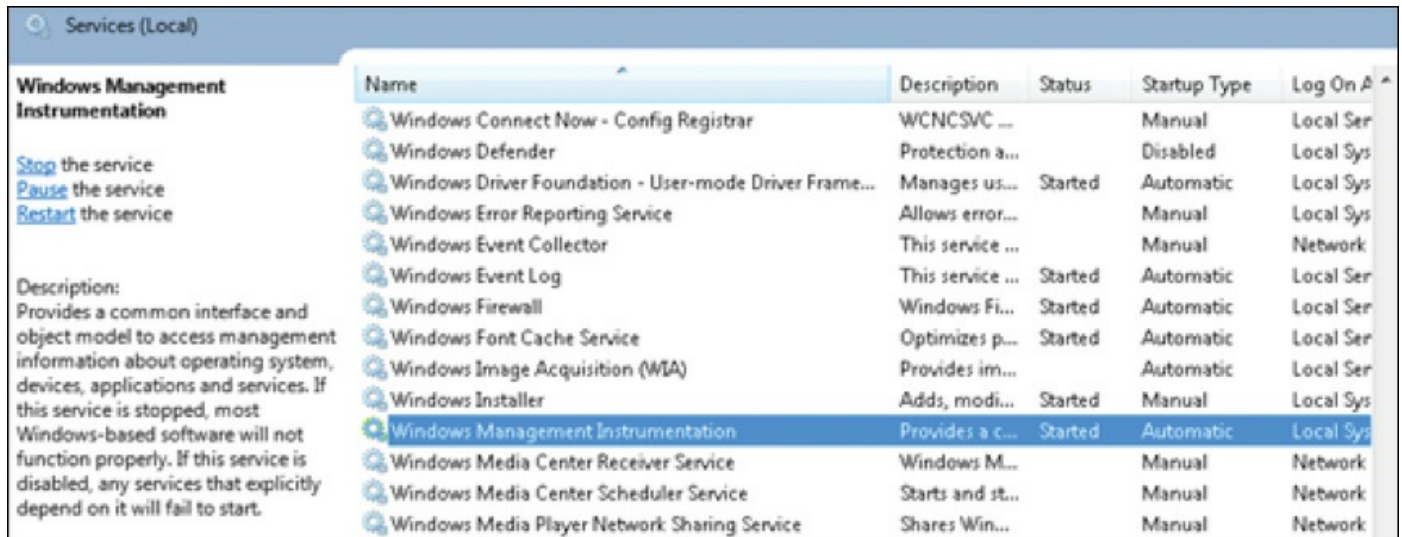 Services (Local)
Windows Management
Instrumentation
Stop the service
Pause the service
Restart the service
Description:
Provides a common interface and
object model to access management
information about operating system,
devices, applications and services. If
this service is stopped, most
Windows-based software will not
function properly. If this service is
disabled, any services that explicitly
depend on it will fail to start.
Name Description Status Startup Type Log On A
Windows Connect Now - Config Registrar WCNCSVC ... Manual Local Ser
Windows Defender Protection a... Disabled Local Sys
Windows Driver Foundation - User-mode Driver Frame... Manages us... Started Automatic Local Sys
Windows Error Reporting Service Allows error... Manual Local Sys
Windows Event Collector This service ... Manual Network
Windows Event Log This service ... Started Automatic Local Ser
Windows Firewall Windows Fi... Started Automatic Local Ser
Windows Font Cache Service Optimizes p... Started Automatic Local Ser
Windows Image Acquisition (WIA) Provides im... Automatic Local Ser
Windows Installer Adds, modi... Started Manual Local Sys
Windows Management Instrumentation Provides a c... Started Automatic Local Sys
Windows Media Center Receiver Service Windows M... Manual Network
Windows Media Center Scheduler Service Starts and st... Manual Network
Windows Media Player Network Sharing Service Shares Win... Manual Network